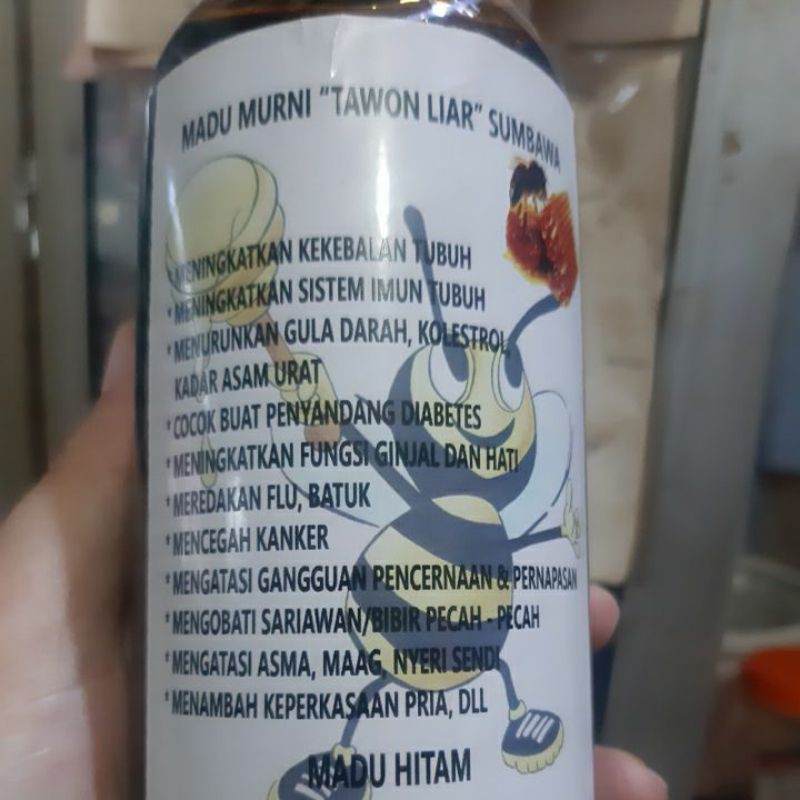 MADU MURNI "TAWON LIAR" SUMBAWA
* MENINGKATKAN KEKEBALAN TUBUH
* MENINGKATKAN SISTEM IMUN TUBUH
* MENURUNKAN GULA DARAH, KOLESTROL,
KADAR ASAM URAT
* COCOK BUAT PENYANDANG DIABETES
* MENINGKATKAN FUNGSI GINJAL DAN HATI
* MEREDAKAN FLU, BATUK
* MENCEGAH KANKER
* MENGATASI GANGGUAN PENCERNAAN & PERNAPASAN
* MENGOBATI SARIAWAN/BIBIR PECAH - PECAH
* MENGATASI ASMA, MAAG, NYERI SENDI
* MENAMBAH KEPERKASAAN PRIA, DLL
MADU HITAM